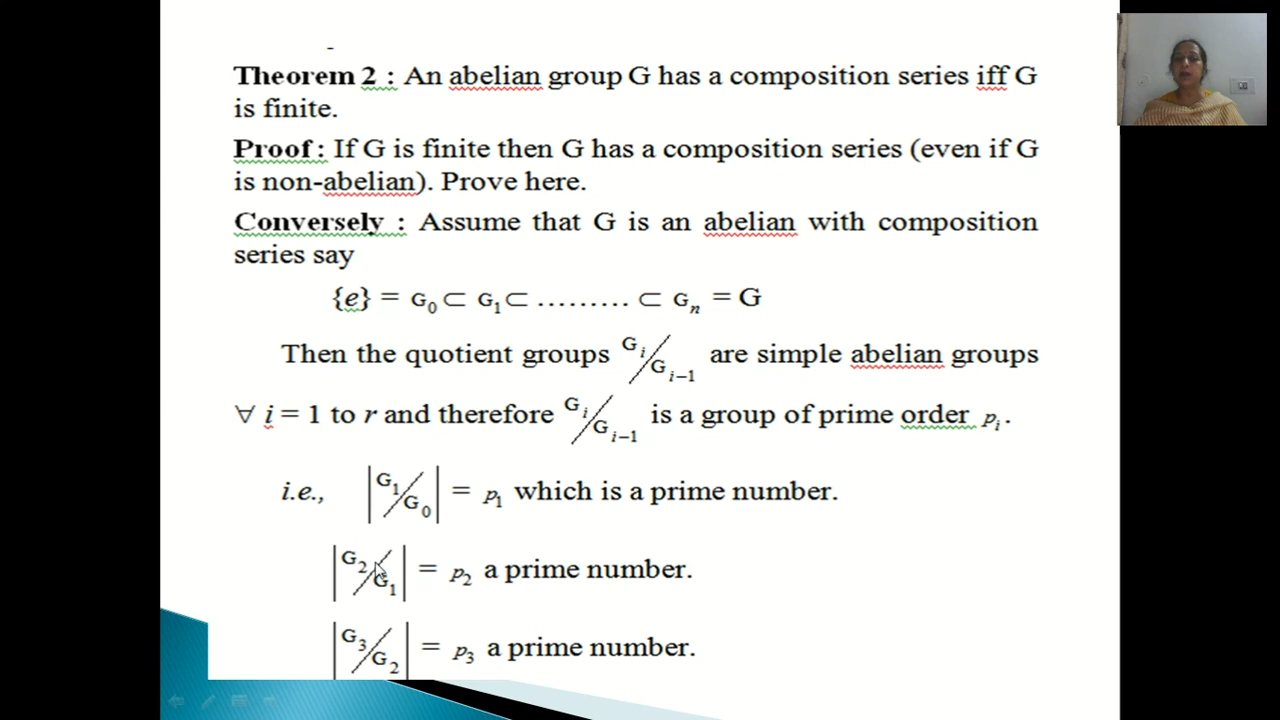 Theorem 2 : An abelian group G has a composition series iff G
is finite.
Proof : If G is finite then G has a composition series (even if G
is non-abelian). Prove here.
Conversely : Assume that G is an abelian with composition
series say
{e} = G₀ ⊂ G₁ ⊂ ......... ⊂ Gₙ = G
Then the quotient groups Gᵢ/Gᵢ₋₁ are simple abelian groups
∀ i = 1 to r and therefore Gᵢ/Gᵢ₋₁ is a group of prime order pᵢ.
i.e., |G₁/G₀| = p₁ which is a prime number.
|G₂/G₁| = p₂ a prime number.
|G₃/G₂| = p₃ a prime number.